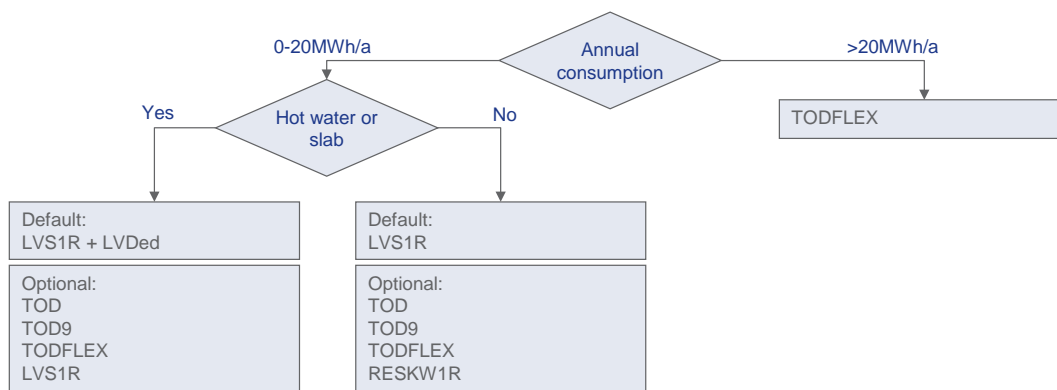 0-20MWh/a
Annual
consumption
>20MWh/a
TODFLEX
Yes
Hot water or
slab
No
Default:
LVS1R + LVDed
Optional:
TOD
TOD9
TODFLEX
LVS1R
Default:
LVS1R
Optional:
TOD
TOD9
TODFLEX
RESKW1R